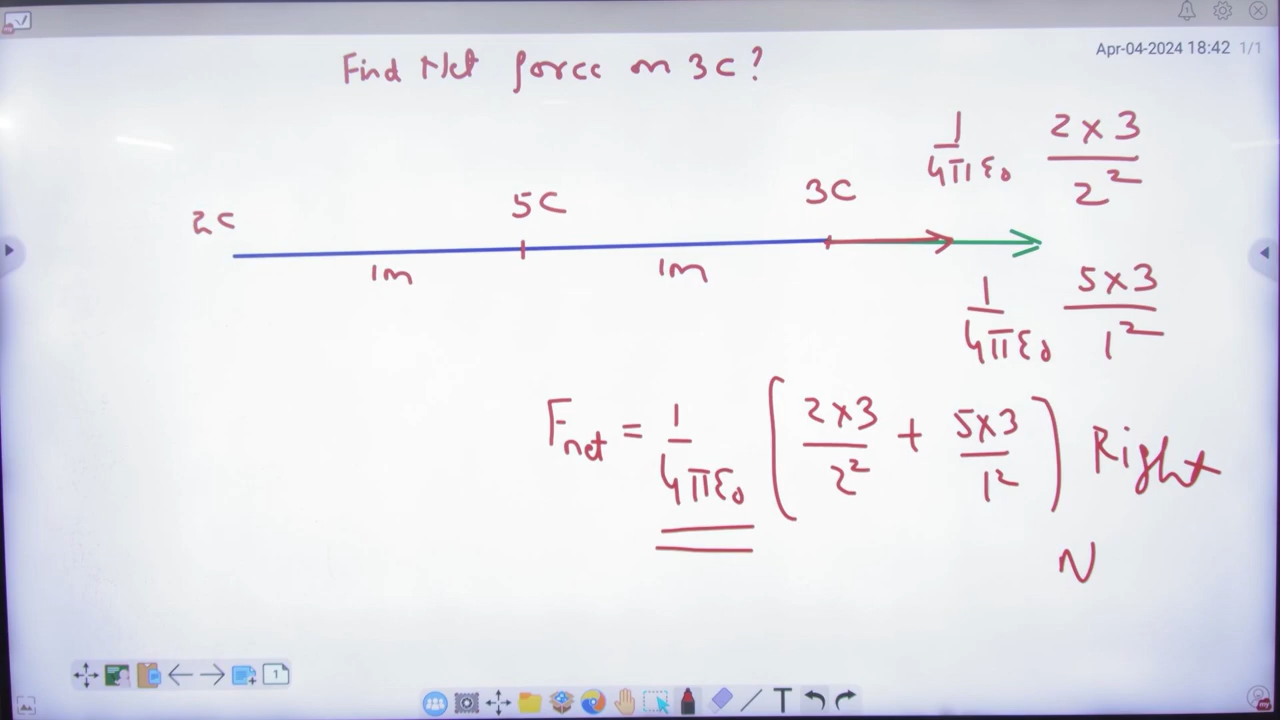 Apr-04-2024 18:42 1/1
Find Net force on 3C?
1/4πε₀ 2×3/2²
2C 5C 3C
1m 1m
1/4πε₀ 5×3/1²
Fnet = 1/4πε₀ (2×3/2² + 5×3/1²) Right
N
1
T